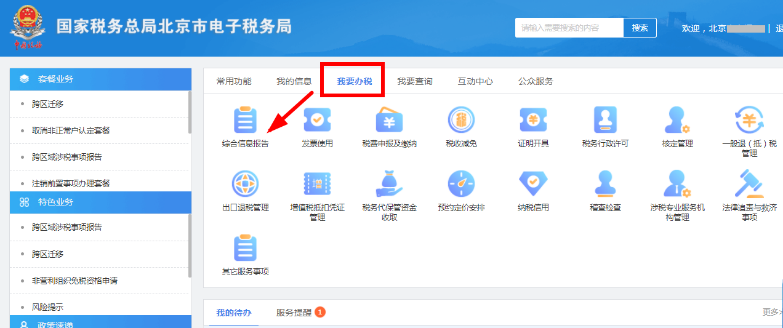 国家税务总局北京市电子税务局
请输入需要搜索的内容
搜索
欢迎，北京
退
套餐业务
跨区迁移
取消非正常户认定套餐
跨区域涉税事项报告
注销前置事项办理套餐
特色业务
跨区域涉税事项报告
跨区迁移
非营利组织免税资格申请
风险提示
政策速递
常用功能
我的信息
我要办税
我要查询
互动中心
公众服务
综合信息报告
发票使用
税费申报及缴纳
税收减免
证明开具
税务行政许可
核定管理
一般退（抵）税
管理
出口退税管理
增值税抵扣凭证
管理
税务代保管资金
收取
预约定价安排
纳税信用
稽查检查
涉税专业服务机
构管理
法律追责与救济
事项
其它服务事项
我的待办
服务提醒 1
更多>